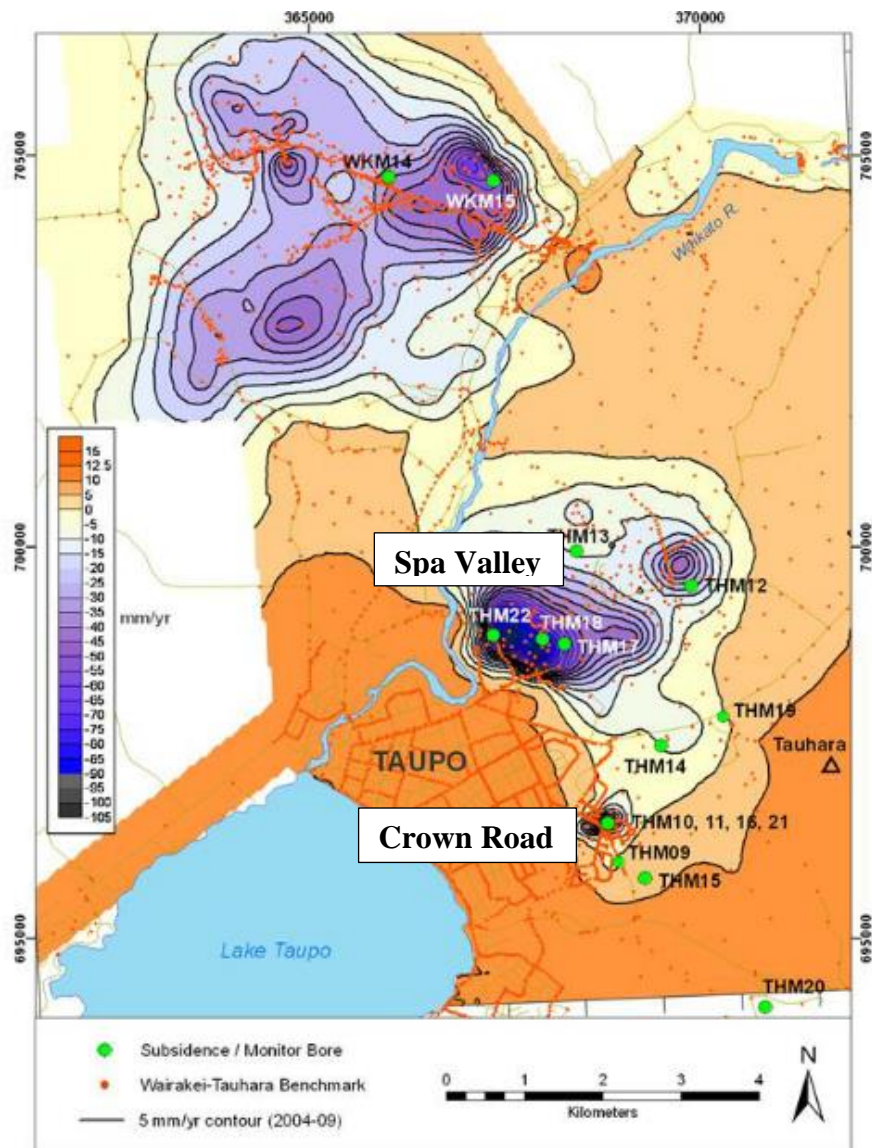 365000
370000
705000
705000
WKM14
WKM15
Waikato R.
15
12.5
10
5
0
-5
-10
-15
-20
-25
-30
-35
-40
-45
-50
-55
-60
-65
-70
-75
-80
-85
-90
-95
-100
-105
mm/yr
700000
700000
THM13
Spa Valley
THM12
THM22
THM18
THM17
THM19
Tauhara
TAUPO
THM14
Crown Road
THM10, 11, 16, 21
THM09
THM15
695000
695000
Lake Taupo
THM20
Subsidence / Monitor Bore
Wairakei-Tauhara Benchmark
5 mm/yr contour (2004-09)
0 1 2 3 4
Kilometers
N